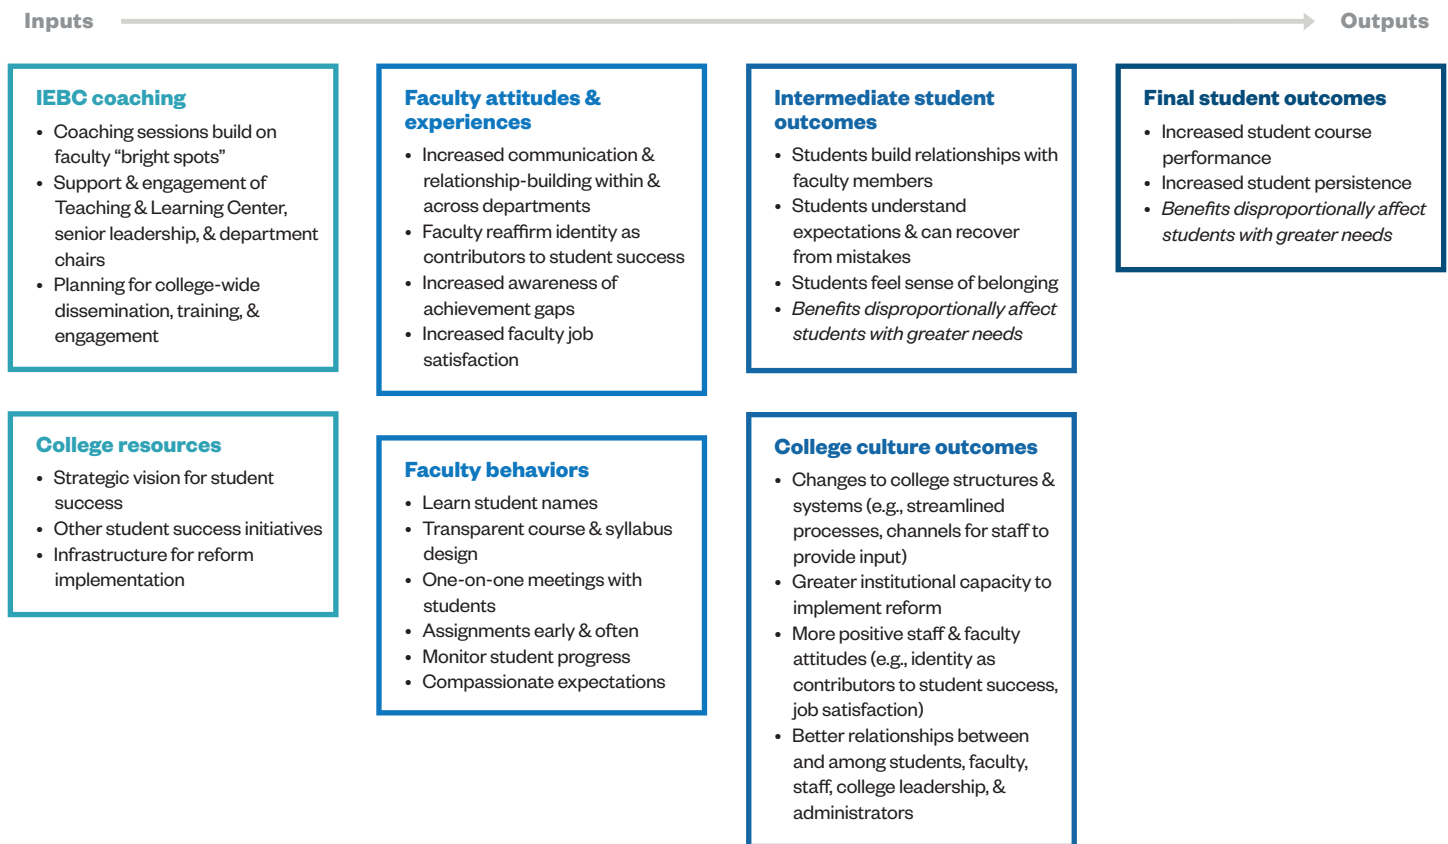 Inputs
Outputs
IEBC coaching
• Coaching sessions build on
faculty “bright spots”
• Support & engagement of
Teaching & Learning Center,
senior leadership, & department
chairs
• Planning for college-wide
dissemination, training, &
engagement
College resources
• Strategic vision for student
success
• Other student success initiatives
• Infrastructure for reform
implementation
Faculty attitudes &
experiences
• Increased communication &
relationship-building within &
across departments
• Faculty reaffirm identity as
contributors to student success
• Increased awareness of
achievement gaps
• Increased faculty job
satisfaction
Faculty behaviors
• Learn student names
• Transparent course & syllabus
design
• One-on-one meetings with
students
• Assignments early & often
• Monitor student progress
• Compassionate expectations
Intermediate student
outcomes
• Students build relationships with
faculty members
• Students understand
expectations & can recover
from mistakes
• Students feel sense of belonging
• Benefits disproportionally affect
students with greater needs
College culture outcomes
• Changes to college structures &
systems (e.g., streamlined
processes, channels for staff to
provide input)
• Greater institutional capacity to
implement reform
• More positive staff & faculty
attitudes (e.g., identity as
contributors to student success,
job satisfaction)
• Better relationships between
and among students, faculty,
staff, college leadership, &
administrators
Final student outcomes
• Increased student course
performance
• Increased student persistence
• Benefits disproportionally affect
students with greater needs